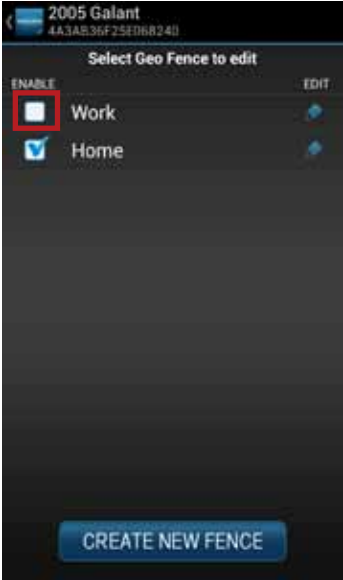 2005 Galant
4A3AB36F25E068240
Select Geo Fence to edit
ENABLE EDIT
Work
Home
CREATE NEW FENCE